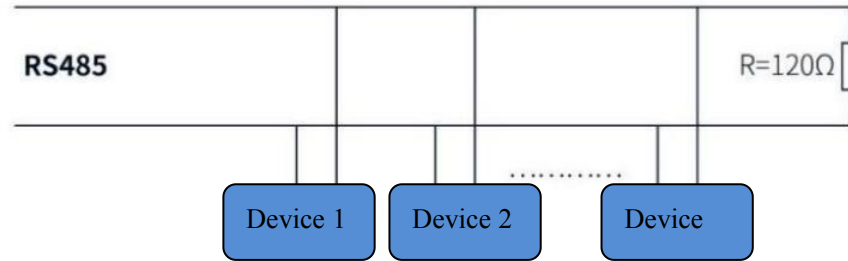 RS485
R=120Ω
…………
Device 1
Device 2
Device